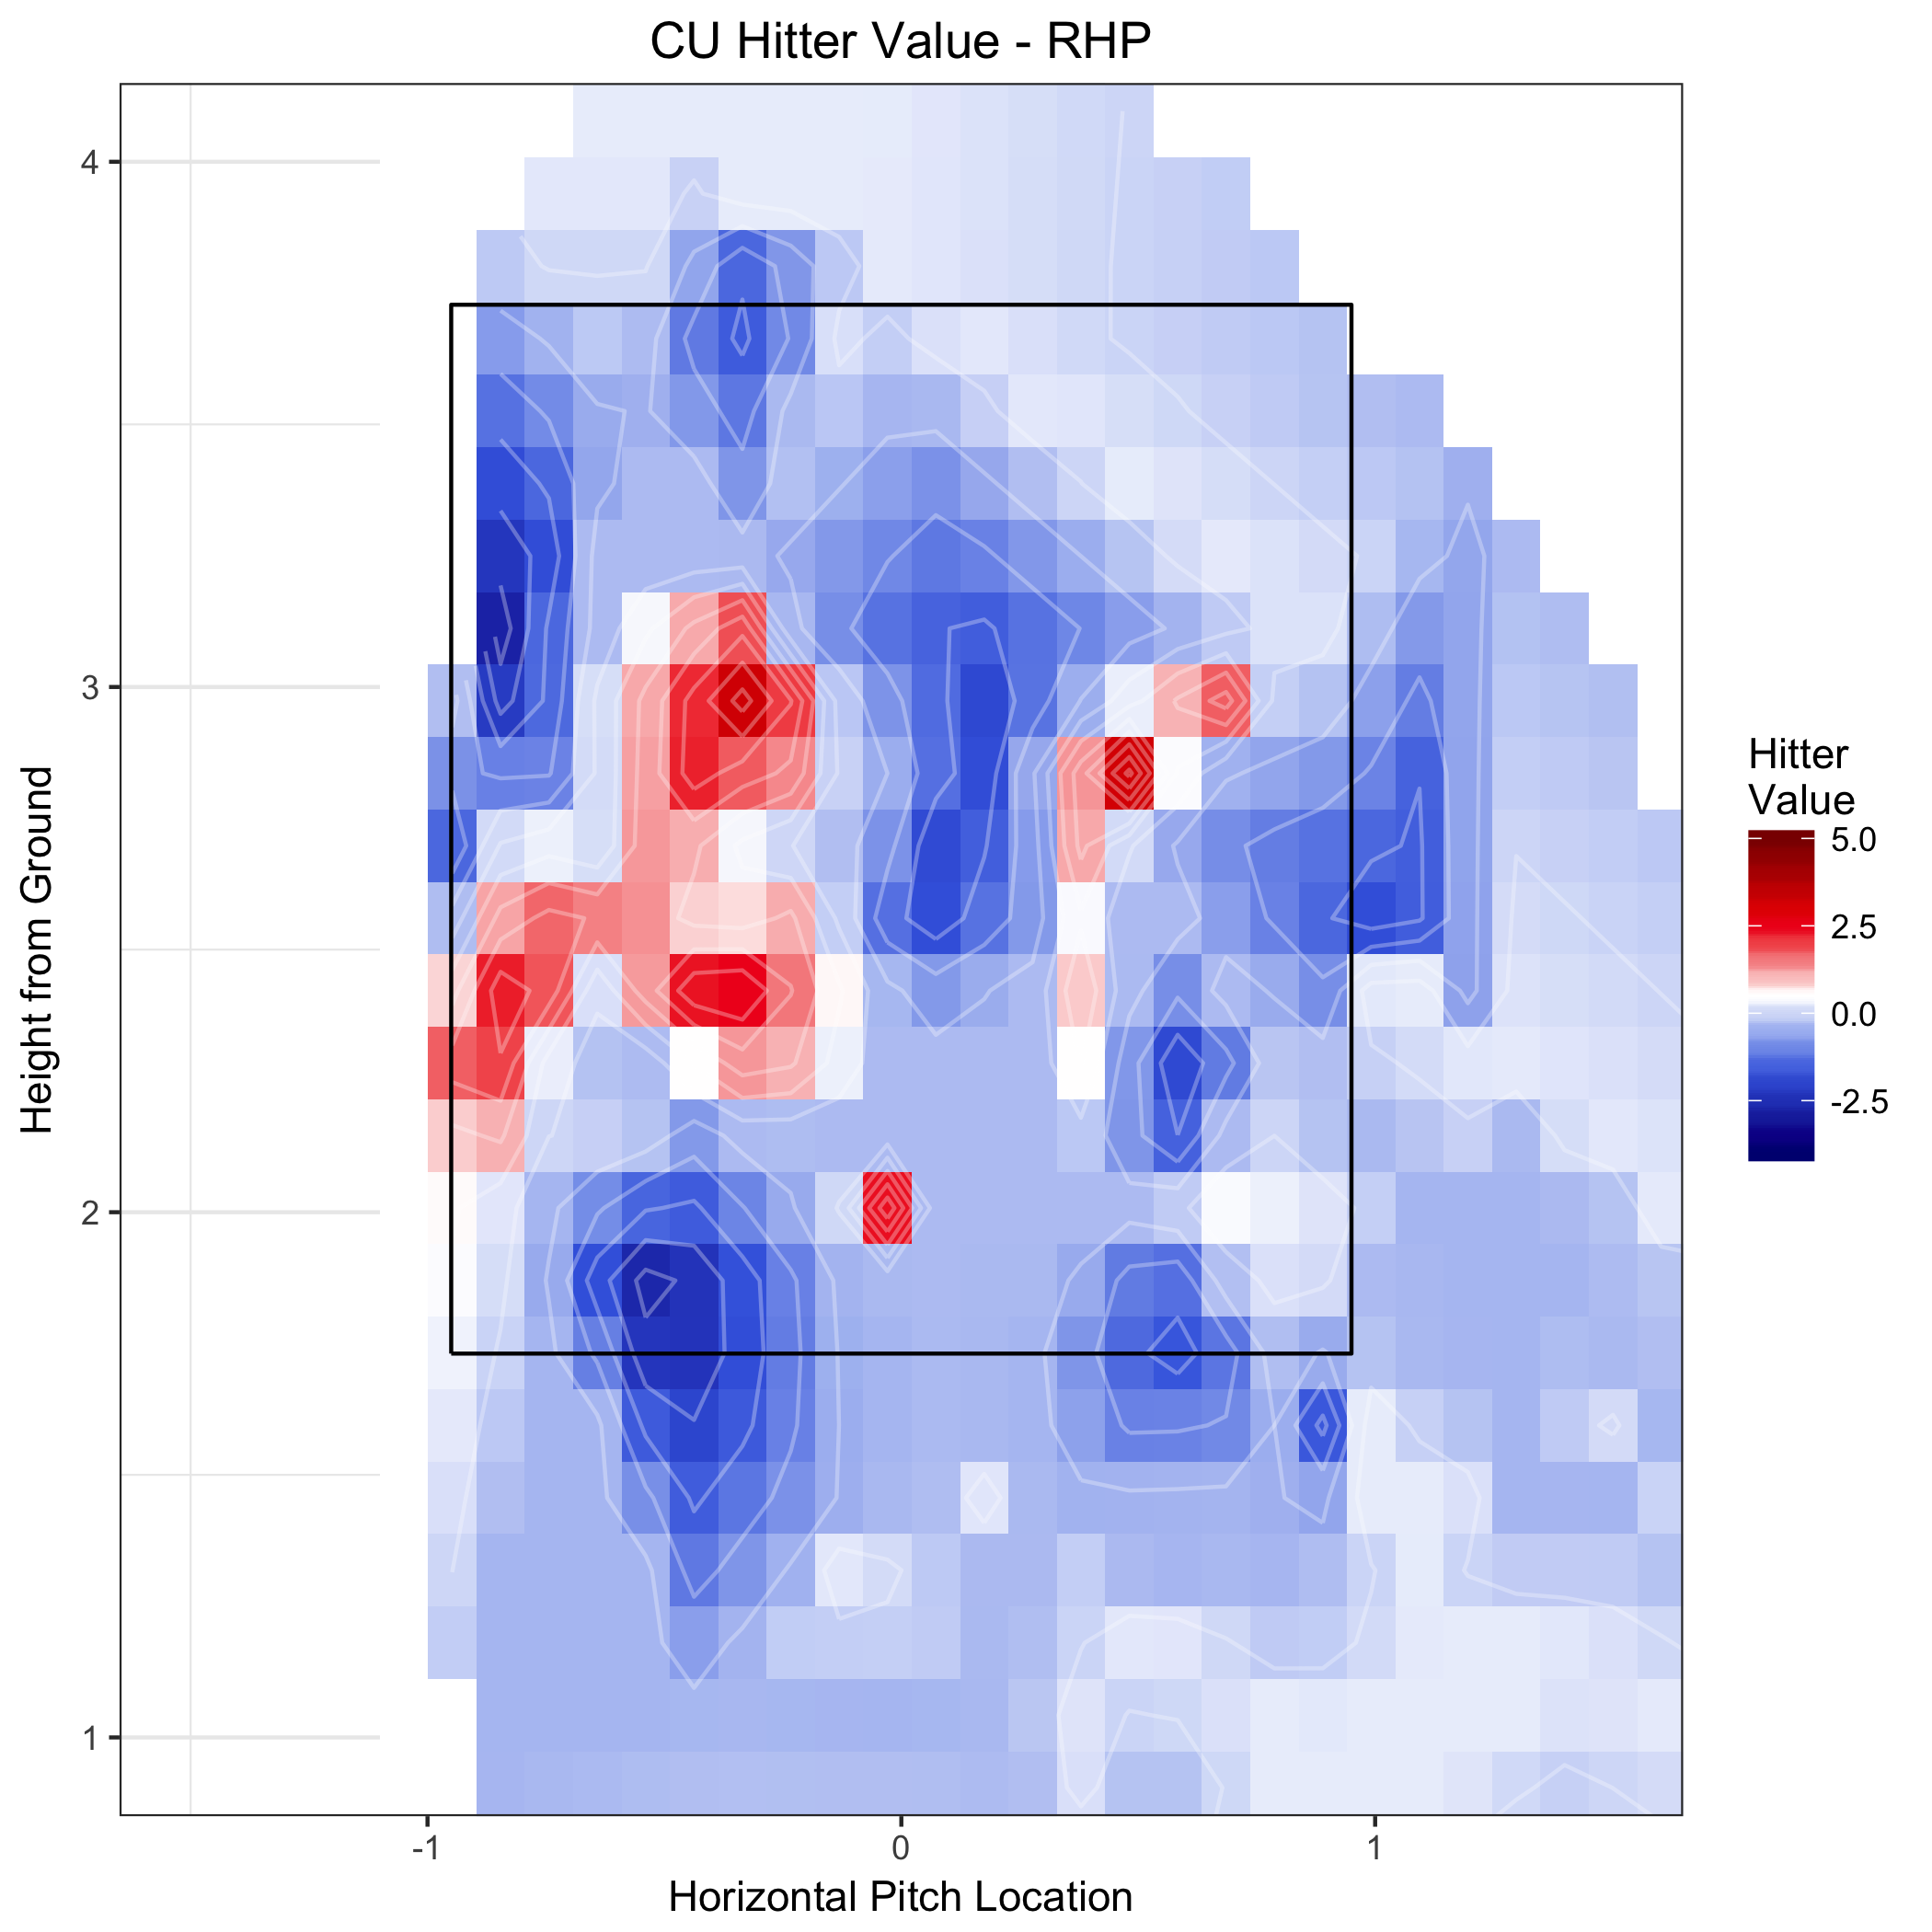 CU Hitter Value - RHP
4
3
2
1
Height from Ground
-1
0
1
Horizontal Pitch Location
Hitter
Value
5.0
2.5
0.0
-2.5